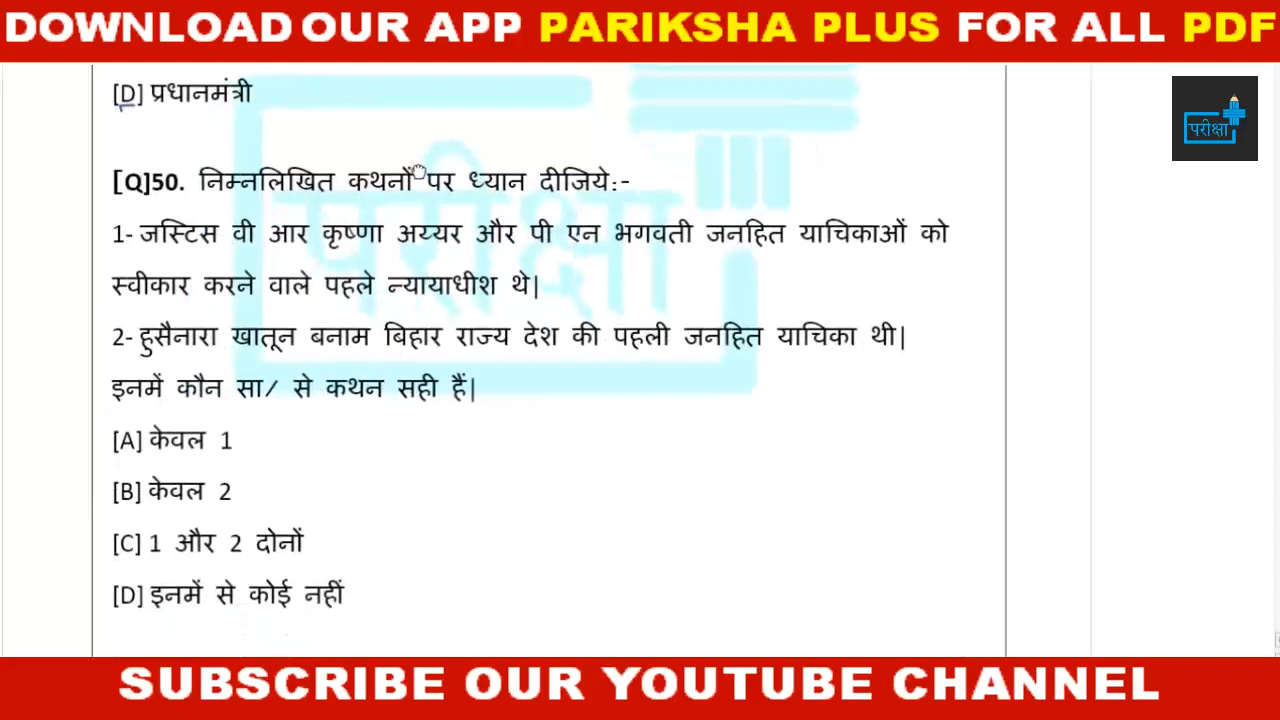 DOWNLOAD OUR APP PARIKSHA PLUS FOR ALL PDF
[D] प्रधानमंत्री
परीक्षा
[Q]50. निम्नलिखित कथनों पर ध्यान दीजिये:-
1- जस्टिस वी आर कृष्णा अय्यर और पी एन भगवती जनहित याचिकाओं को
स्वीकार करने वाले पहले न्यायाधीश थे|
2- हुसैनारा खातून बनाम बिहार राज्य देश की पहली जनहित याचिका थी|
इनमें कौन सा/ से कथन सही हैं|
[A] केवल 1
[B] केवल 2
[C] 1 और 2 दोनों
[D] इनमें से कोई नहीं
परीक्षा
SUBSCRIBE OUR YOUTUBE CHANNEL